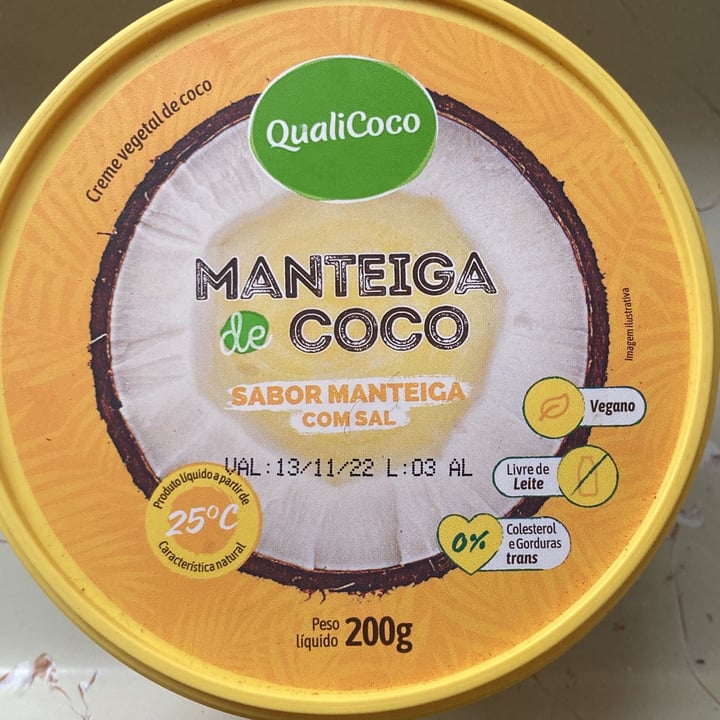 Creme vegetal de coco
QualiCoco
MANTEIGA
de COCO
SABOR MANTEIGA
COM SAL
Imagem ilustrativa
Vegano
VAL:13/11/22 L:03 AL
Livre de
Leite
Produto líquido a partir de
25°C
Característica natural
0%
Colesterol
e Gorduras
trans
Peso
líquido 200g